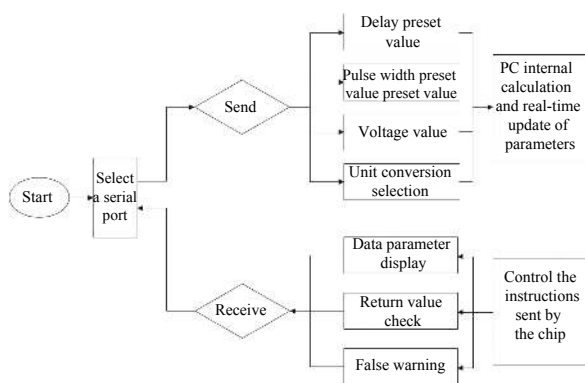 Start
Select
a serial
port
Send
Delay preset
value
Pulse width preset
value preset value
Voltage value
Unit conversion
selection
PC internal
calculation
and real-time
update of
parameters
Receive
Data parameter
display
Return value
check
False warning
Control the
instructions
sent by
the chip